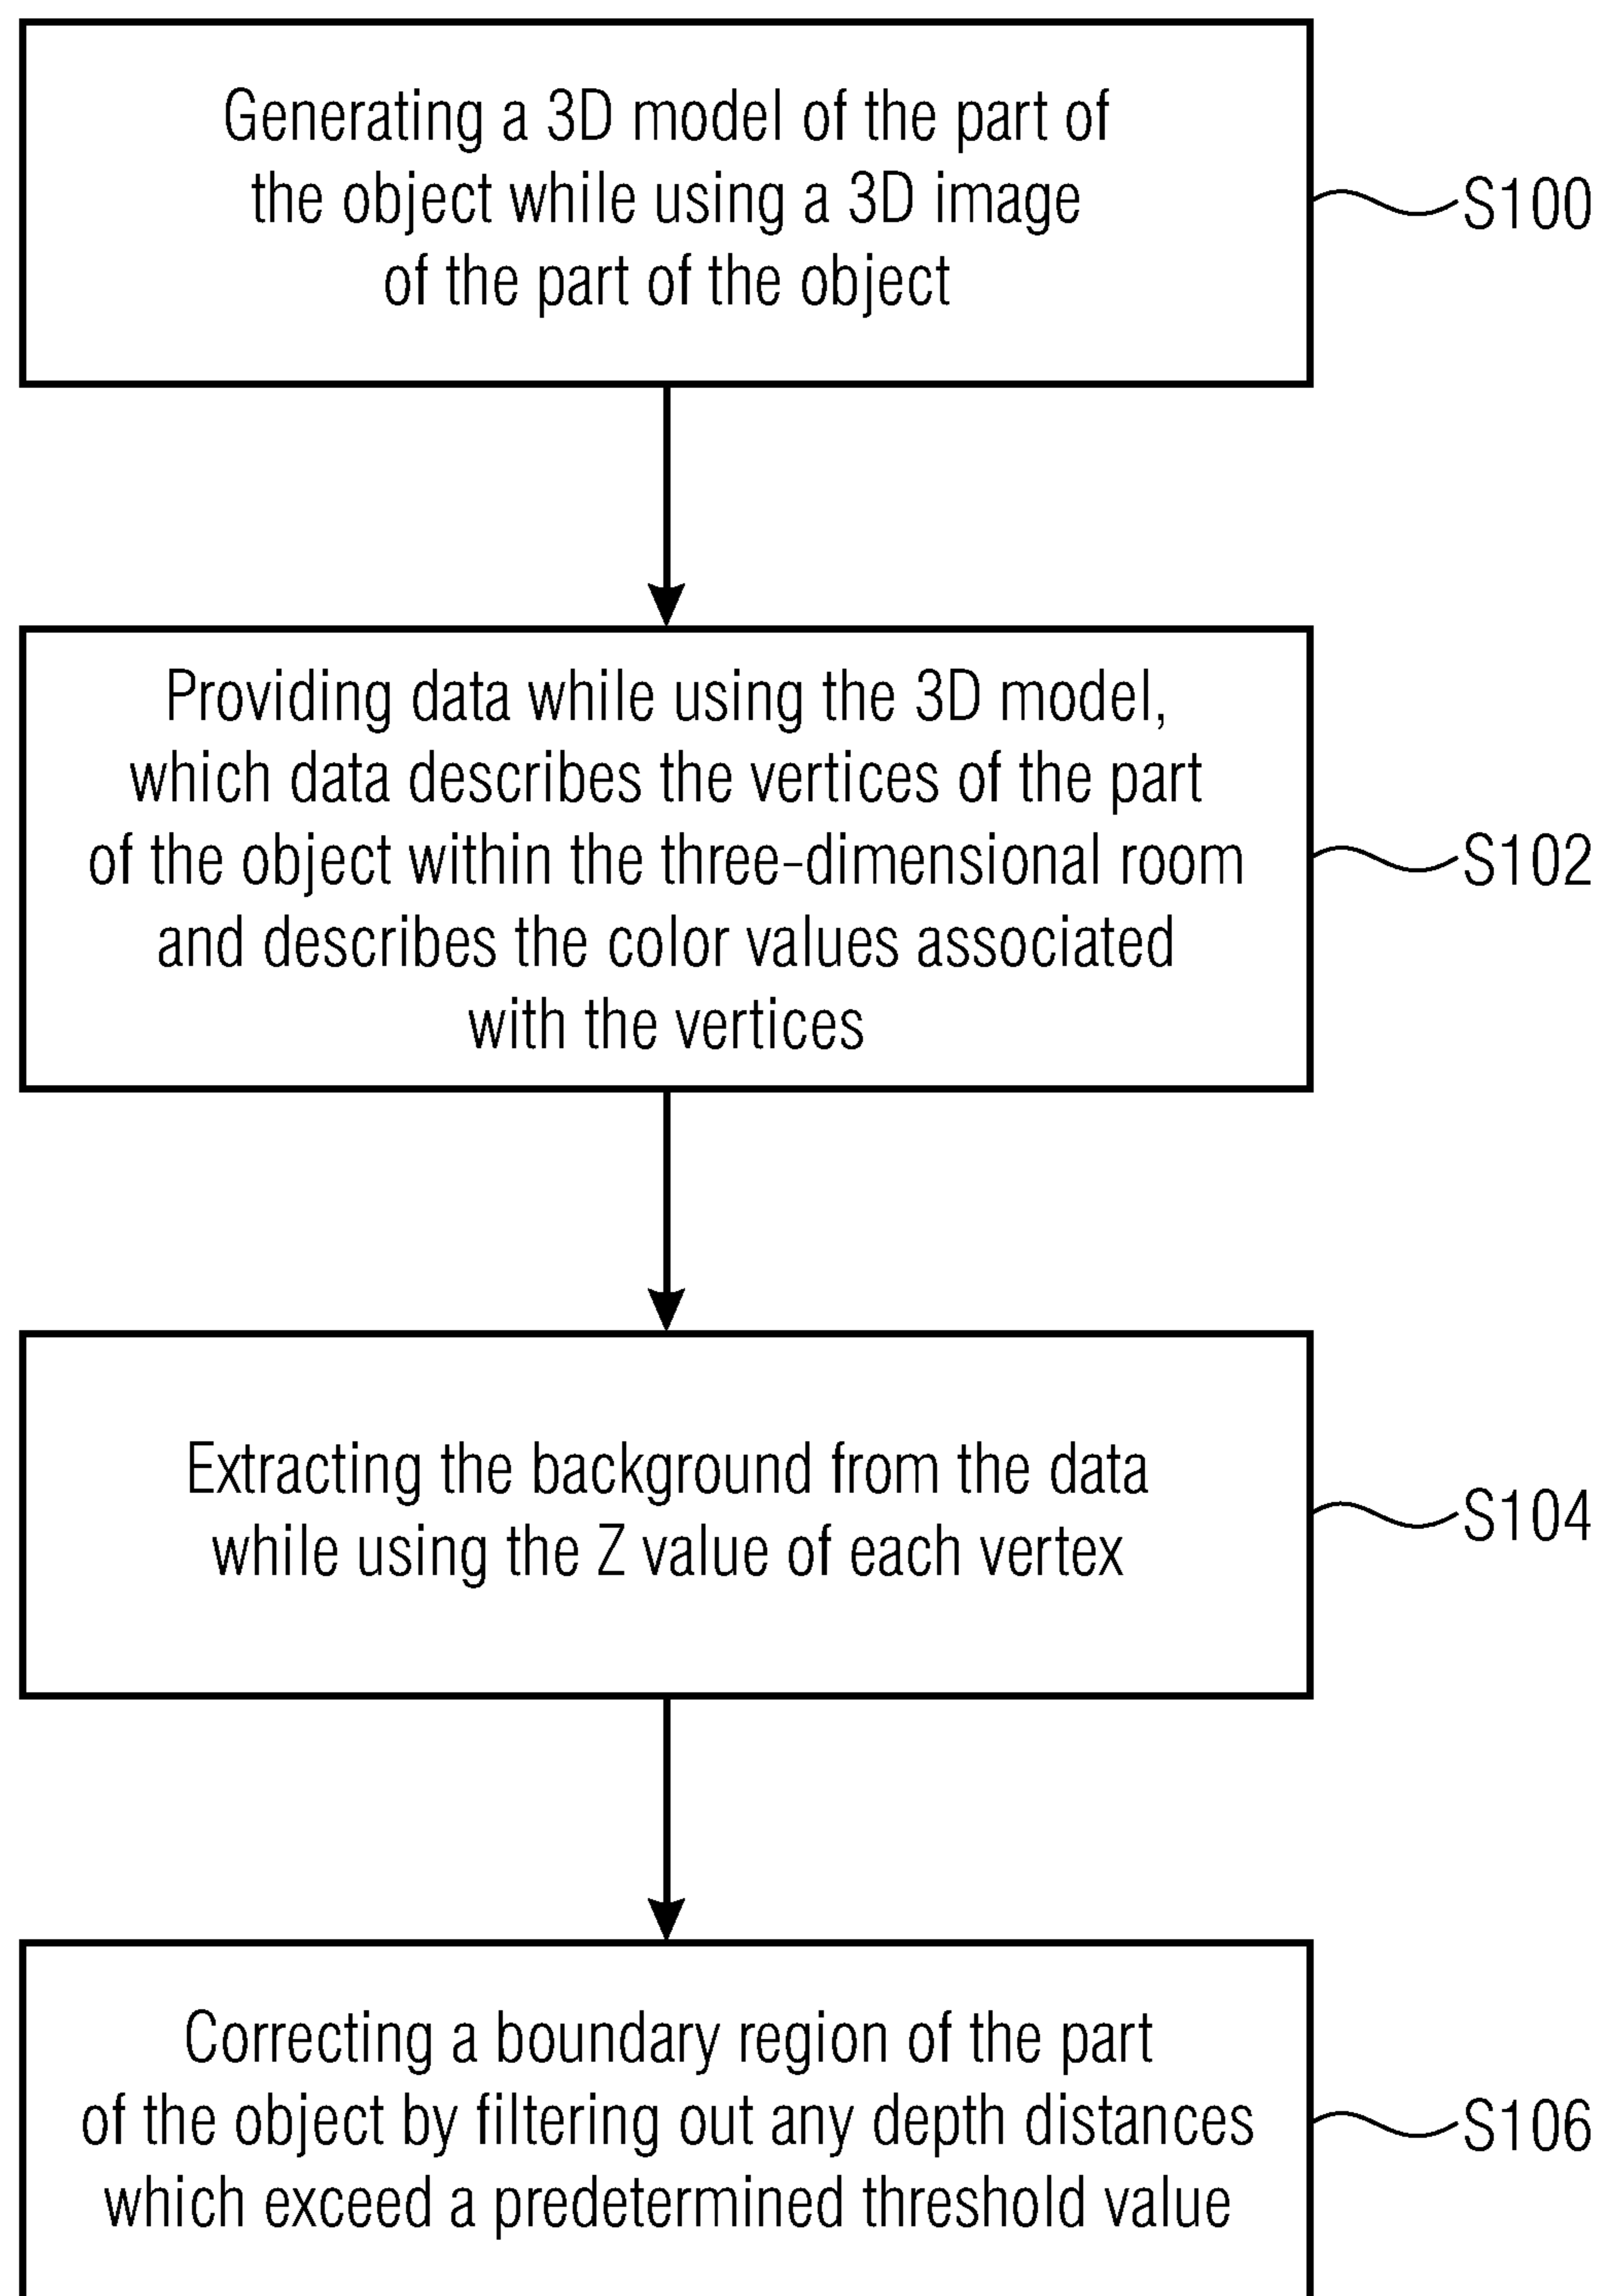 Generating a 3D model of the part of
the object while using a 3D image
of the part of the object
S100
Providing data while using the 3D model,
which data describes the vertices of the part
of the object within the three-dimensional room
and describes the color values associated
with the vertices
S102
Extracting the background from the data
while using the Z value of each vertex
S104
Correcting a boundary region of the part
of the object by filtering out any depth distances
which exceed a predetermined threshold value
S106